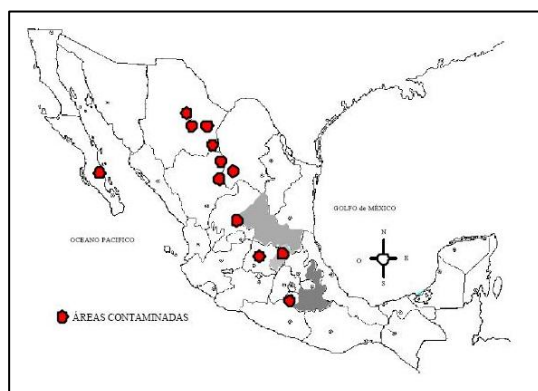 GOLFO de MÉXICO
OCEANO PACIFICO
N
O E
S
ÁREAS CONTAMINADAS